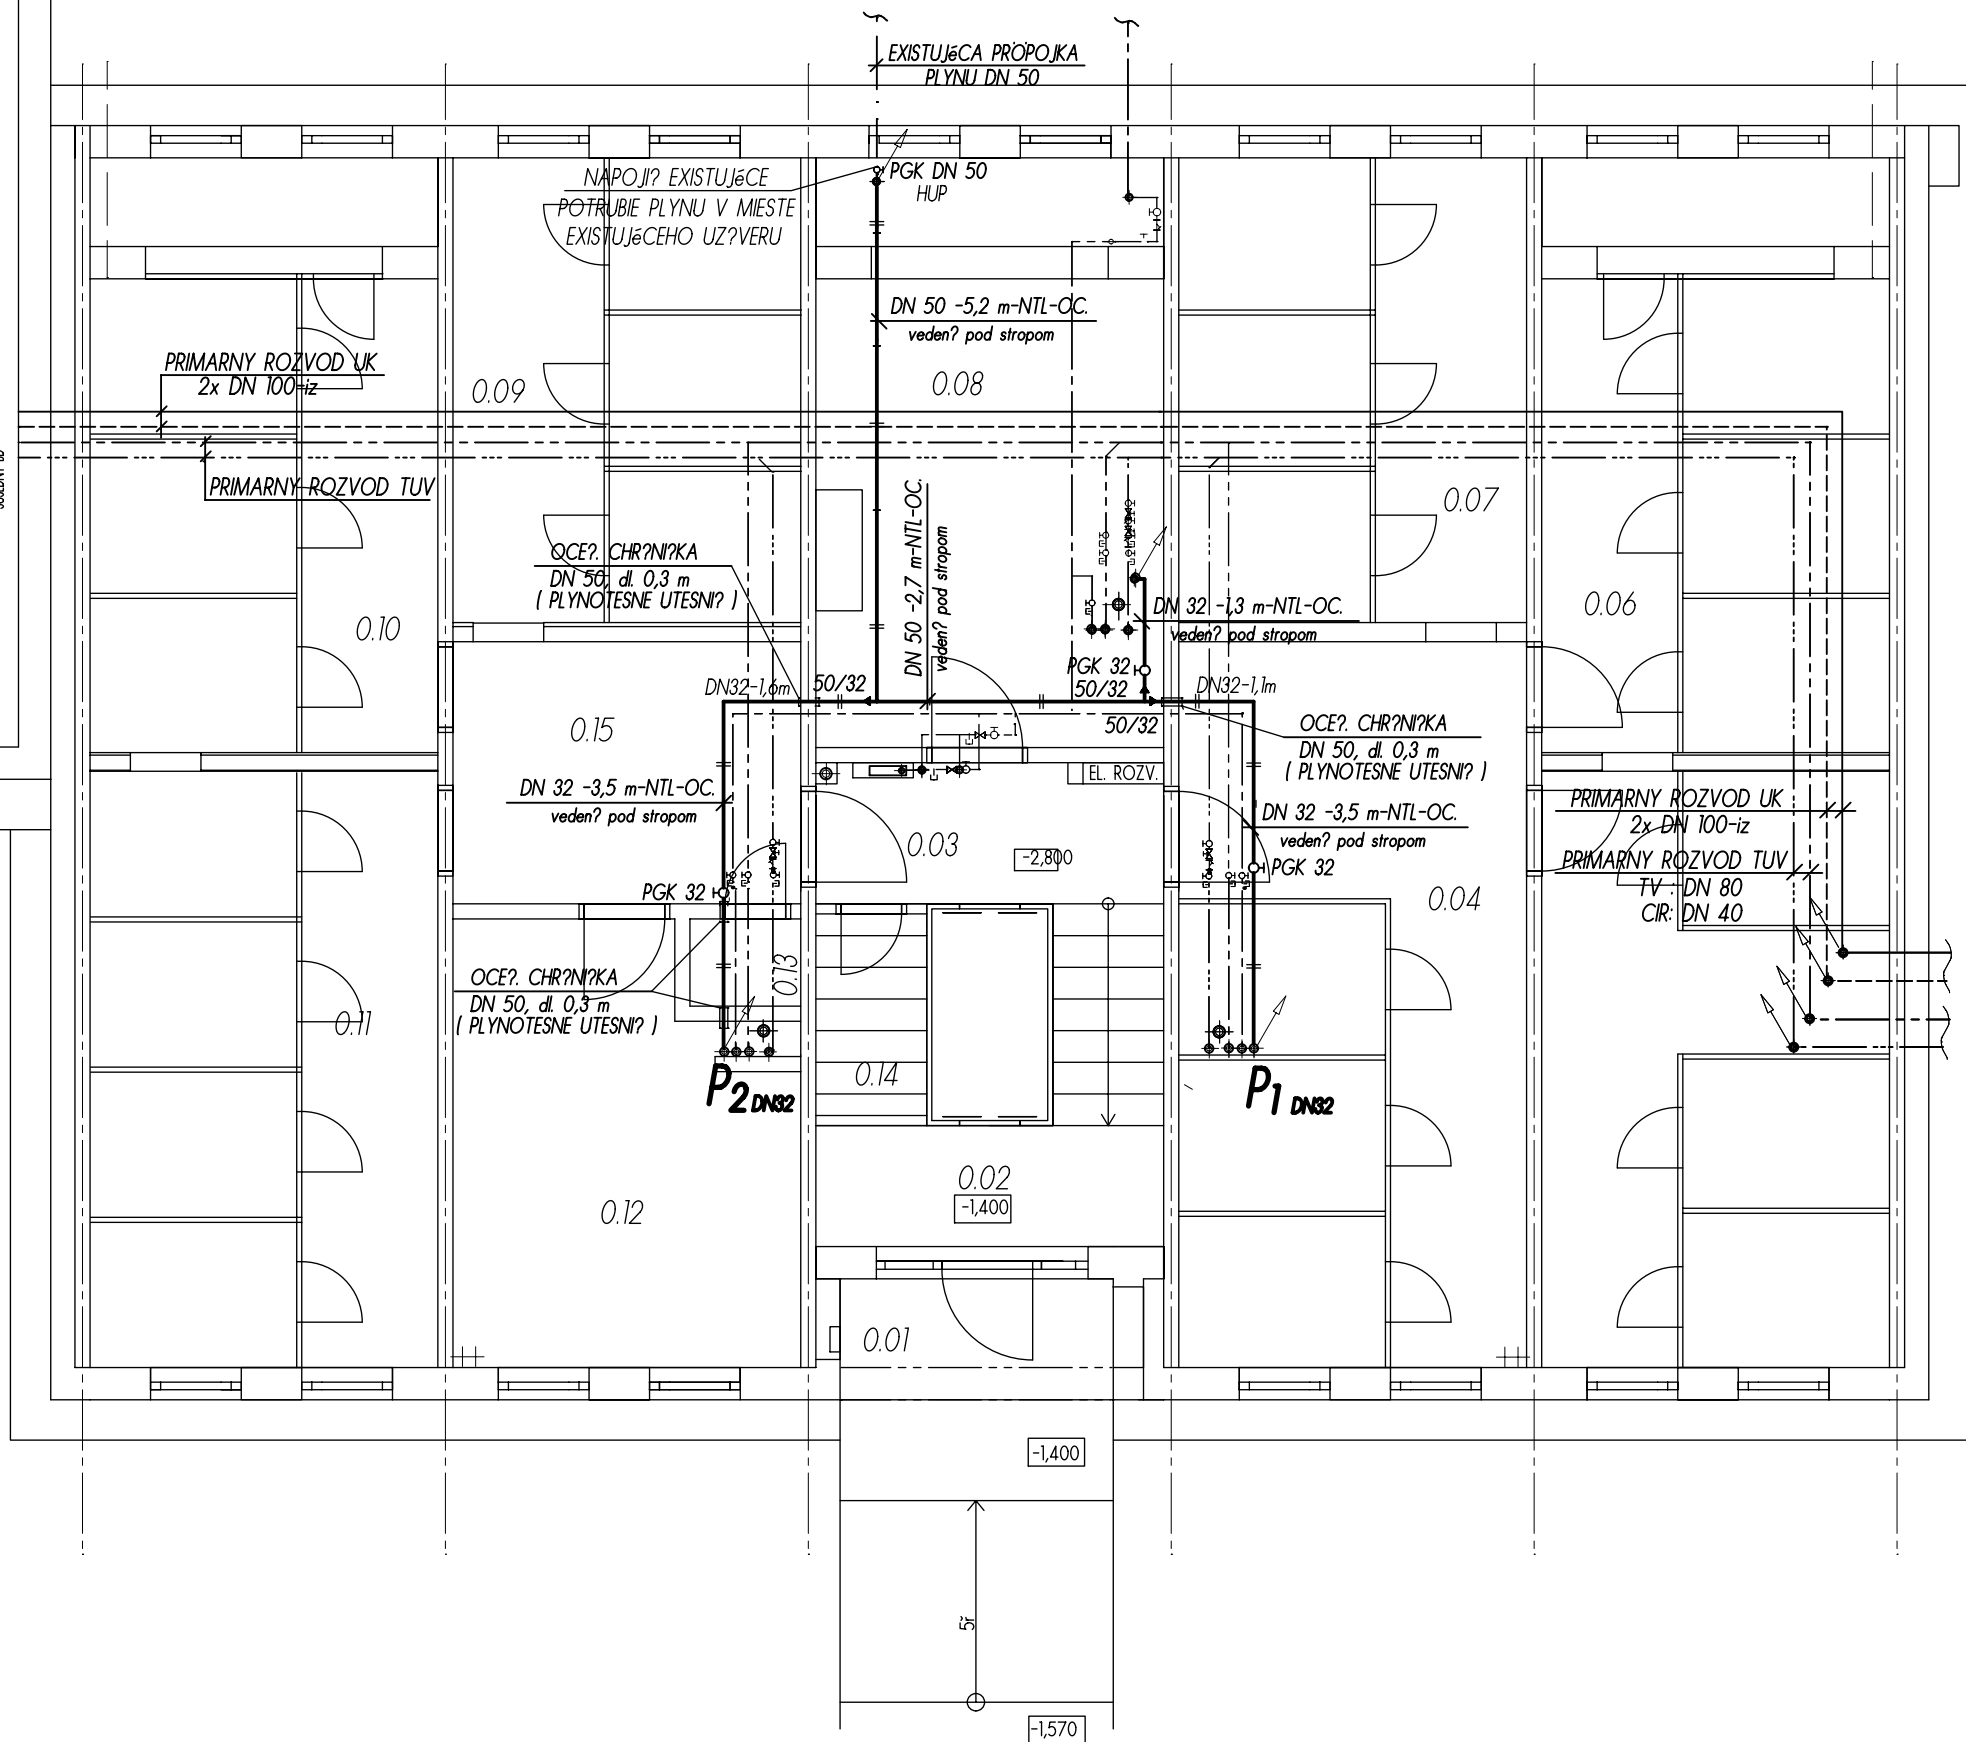 EXISTUJéCA PRÖPOJKA
PLYNU DN 50
NAPOJI? EXISTUJéCE
POTRUBIE PLYNU V MIESTE
EXISTUJéCEHO UZ?VERU
PGK DN 50
HUP
DN 50 -5,2 m-NTL-OC.
veden? pod stropom
PRIMARNY ROZVOD UK
2x DN 100-iz
0.09
0.08
PRIMARNY ROZVOD TUV
0.07
DN 50 -2,7 m-NTL-OC.
veden? pod stropom
OCE?. CHR?NI?KA
DN 50, dl. 0,3 m
( PLYNOTESNE UTESNI? )
0.10
DN 32 -1,3 m-NTL-OC.
veden? pod stropom
0.06
PGK 32
DN32-1,6m
50/32
50/32
DN32-1,1m
50/32
0.15
OCE?. CHR?NI?KA
DN 50, dl. 0,3 m
( PLYNOTESNE UTESNI? )
EL. ROZV.
DN 32 -3,5 m-NTL-OC.
veden? pod stropom
DN 32 -3,5 m-NTL-OC.
veden? pod stropom
PRIMARNY ROZVOD UK
2x DN 100-iz
0.03
-2,800
PGK 32
PGK 32
PRIMARNY ROZVOD TUV
TV : DN 80
CIR: DN 40
0.04
OCE?. CHR?NI?KA
DN 50, dl. 0,3 m
( PLYNOTESNE UTESNI? )
0.13
0.11
0.14
P2 DN32
P1 DN32
0.02
-1,400
0.12
0.01
-1,400
5ř
-1,570